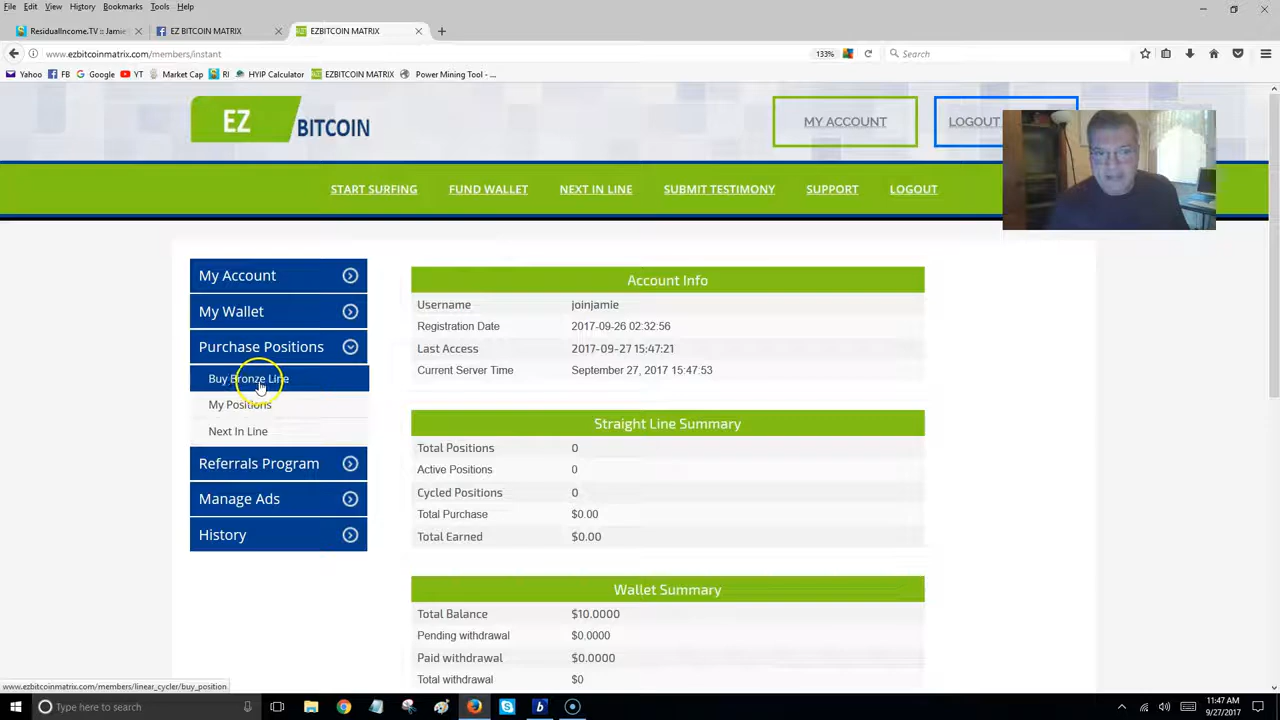 File Edit View History Bookmarks Tools Help
ResidualIncome.TV :: Jamie EZ BITCOIN MATRIX EZBITCOIN MATRIX
www.ezbitcoinmatrix.com/members/instant 133% Search
Yahoo FB Google YT Market Cap RI HYIP Calculator EZBITCOIN MATRIX Power Mining Tool - ...
EZ BITCOIN MY ACCOUNT LOGOUT
START SURFING FUND WALLET NEXT IN LINE SUBMIT TESTIMONY SUPPORT LOGOUT
My Account
My Wallet
Purchase Positions
Buy Bronze Line
My Positions
Next In Line
Referrals Program
Manage Ads
History
Account Info
Username joinjamie
Registration Date 2017-09-26 02:32:56
Last Access 2017-09-27 15:47:21
Current Server Time September 27, 2017 15:47:53
Straight Line Summary
Total Positions 0
Active Positions 0
Cycled Positions 0
Total Purchase $0.00
Total Earned $0.00
Wallet Summary
Total Balance $10.0000
Pending withdrawal $0.0000
Paid withdrawal $0.0000
Total withdrawal $0
www.ezbitcoinmatrix.com/members/linear_cycler/buy_position
Type here to search 11:47 AM
9/27/2017